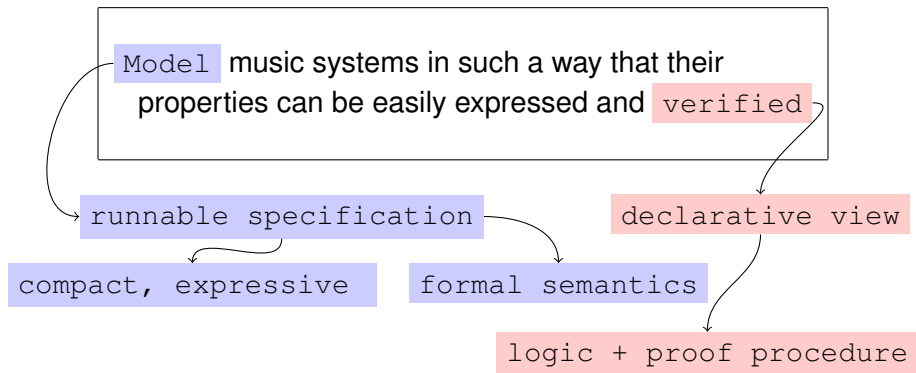 Model music systems in such a way that their
properties can be easily expressed and verified
runnable specification
declarative view
compact, expressive
formal semantics
logic + proof procedure